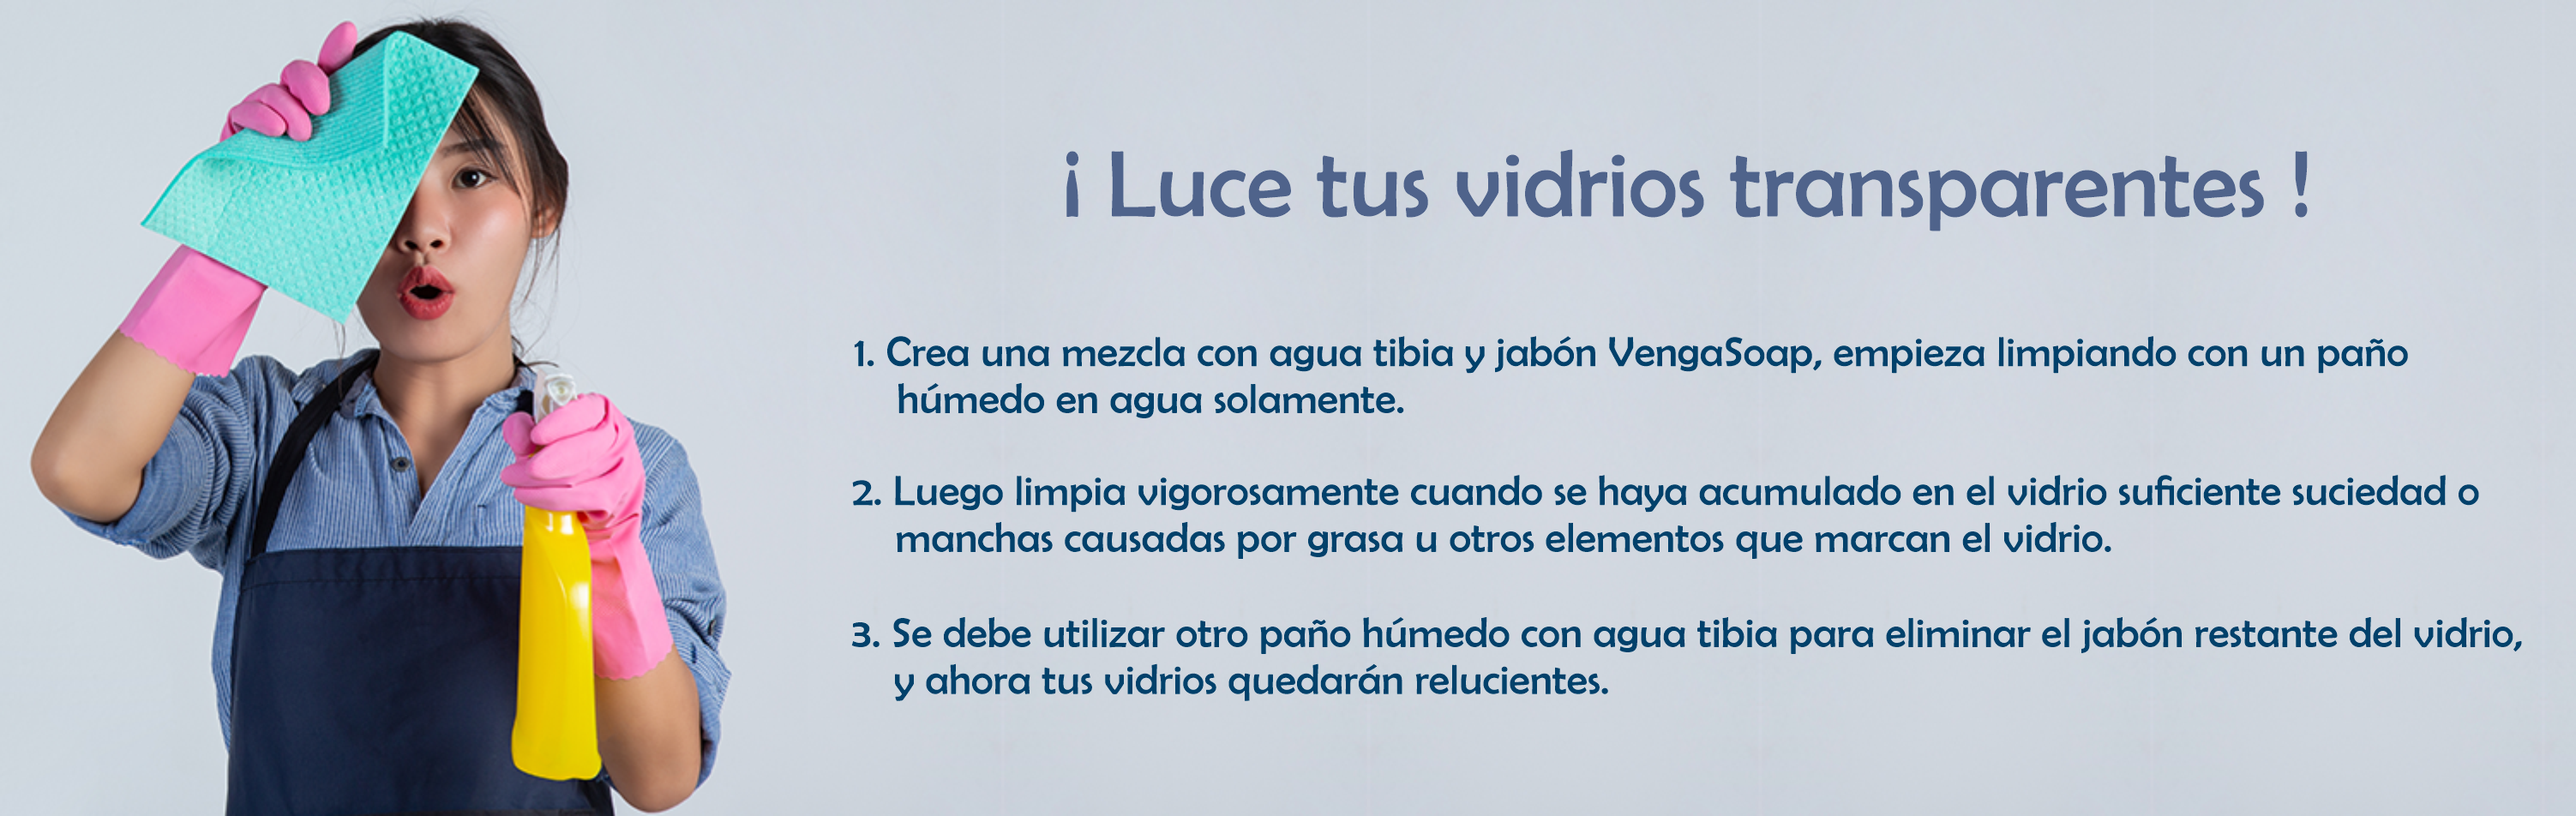 ¡ Luce tus vidrios transparentes !
1. Crea una mezcla con agua tibia y jabón VengaSoap, empieza limpiando con un paño
húmedo en agua solamente.
2. Luego limpia vigorosamente cuando se haya acumulado en el vidrio suficiente suciedad o
manchas causadas por grasa u otros elementos que marcan el vidrio.
3. Se debe utilizar otro paño húmedo con agua tibia para eliminar el jabón restante del vidrio,
y ahora tus vidrios quedarán relucientes.